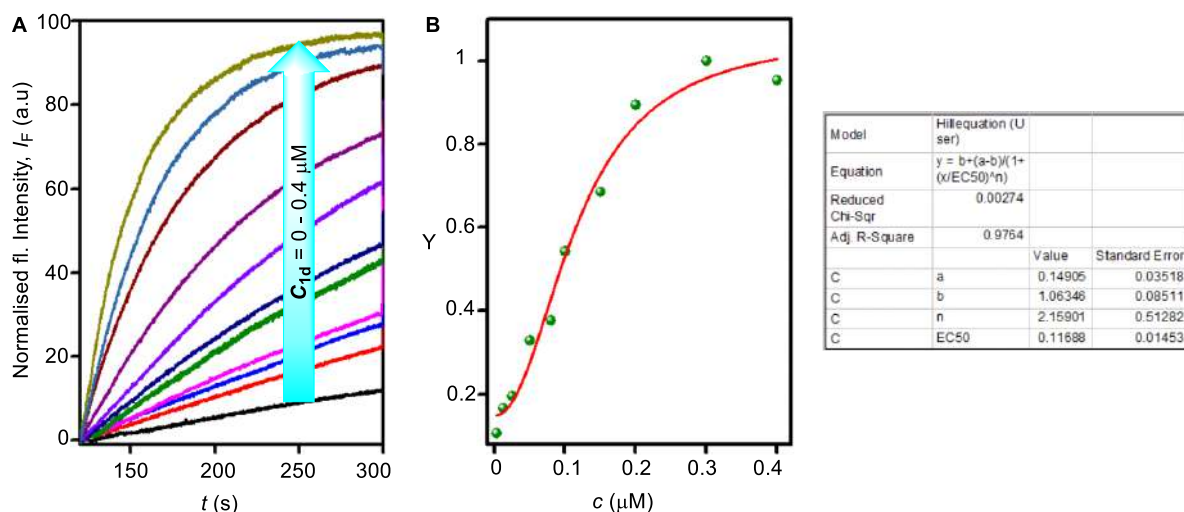 A
Normalised fl. Intensity, I_F (a.u)
100
80
60
40
20
0
150
200
250
300
t (s)
C1d = 0 - 0.4 μM
B
Y
1
0.8
0.6
0.4
0.2
0
0.1
0.2
0.3
0.4
c (μM)
Model Hillequation (U
ser)
Equation y = b+(a-b)/(1+
(x/EC50)^n)
Reduced 0.00274
Chi-Sqr
Adj. R-Square 0.9764
Value Standard Error
C a 0.14905 0.03518
C b 1.06346 0.08511
C n 2.15901 0.51282
C EC50 0.11688 0.01453